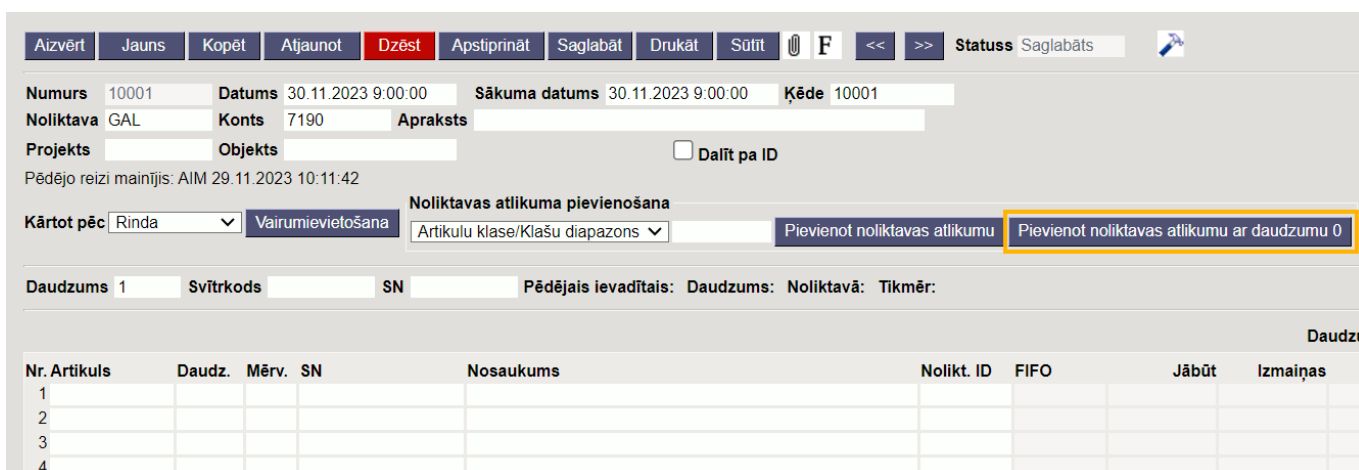 Aizvērt Jauns Kopēt Atjaunot Dzēst Apstiprināt Saglabāt Drukāt Sūtīt F << >> Statuss Saglabāts
Numurs 10001 Datums 30.11.2023 9:00:00 Sākuma datums 30.11.2023 9:00:00 Ķēde 10001
Noliktava GAL Konts 7190 Apraksts
Projekts Objekts Dalīt pa ID
Pēdējo reizi mainījis: AIM 29.11.2023 10:11:42
Noliktavas atlikuma pievienošana
Kārtot pēc Rinda Vairumievietošana Artikulu klase/Klašu diapazons Pievienot noliktavas atlikumu Pievienot noliktavas atlikumu ar daudzumu 0
Daudzums 1 Svītrkods SN Pēdējais ievadītais: Daudzums: Noliktavā: Tikmēr:
Daudzu
Nr. Artikuls Daudz. Mērv. SN Nosaukums Nolikt. ID FIFO Jābūt Izmaiņas
1
2
3
4